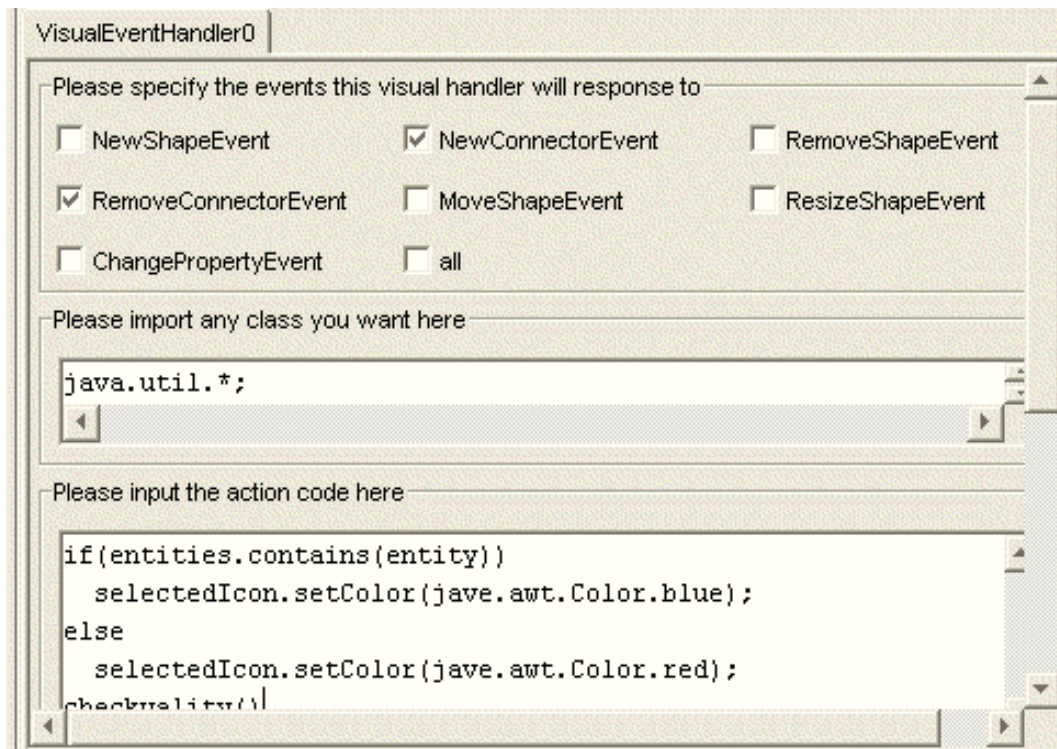 VisualEventHandler0
Please specify the events this visual handler will response to
NewShapeEvent NewConnectorEvent RemoveShapeEvent
RemoveConnectorEvent MoveShapeEvent ResizeShapeEvent
ChangePropertyEvent all
Please import any class you want here
java.util.*;
Please input the action code here
if(entities.contains(entity))
selectedIcon.setColor(jave.awt.Color.blue);
else
selectedIcon.setColor(jave.awt.Color.red);